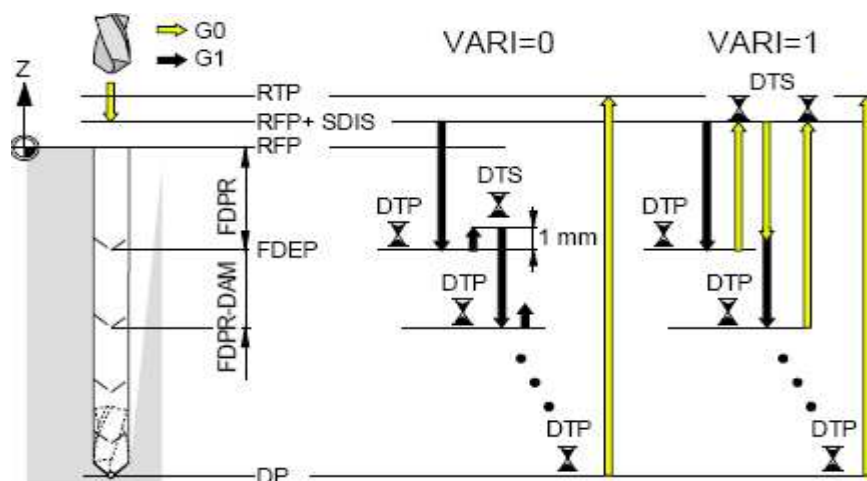 G0
G1
VARI=0
VARI=1
Z
RTP
DTS
RFP+ SDIS
RFP
FDPR
DTS
DTP
DTP
1 mm
FDEP
FDPR-DAM
DTP
DTP
DTP
DTP
DP